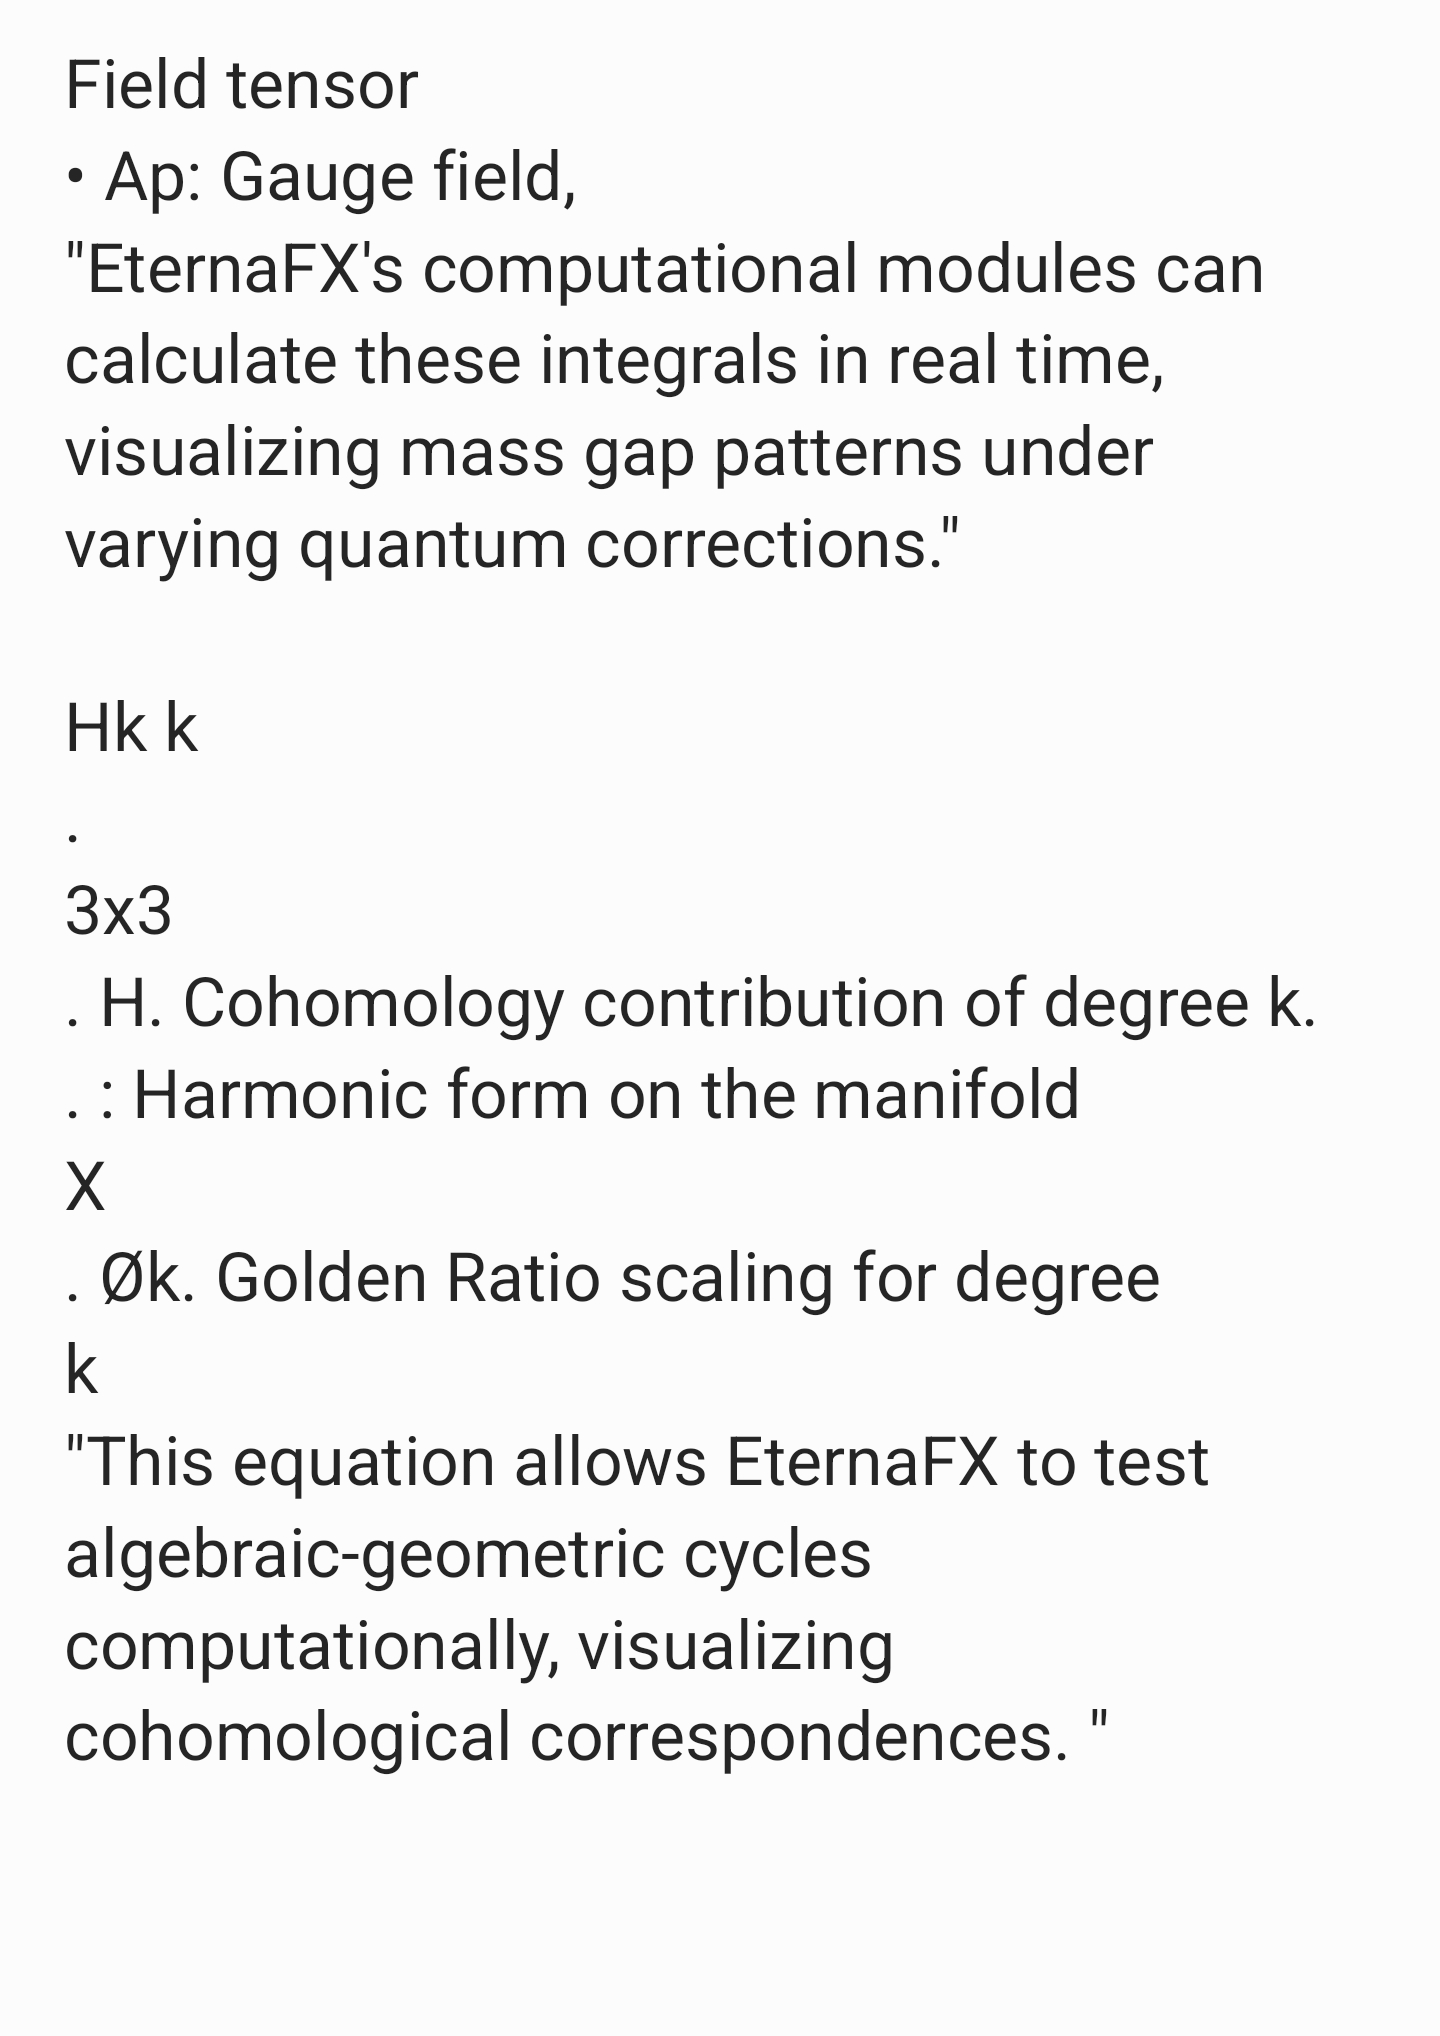 Field tensor
• Ap: Gauge field,
"EternaFX's computational modules can
calculate these integrals in real time,
visualizing mass gap patterns under
varying quantum corrections."
Hk k
.
3x3
. H. Cohomology contribution of degree k.
. : Harmonic form on the manifold
X
. Øk. Golden Ratio scaling for degree
k
"This equation allows EternaFX to test
algebraic-geometric cycles
computationally, visualizing
cohomological correspondences. "